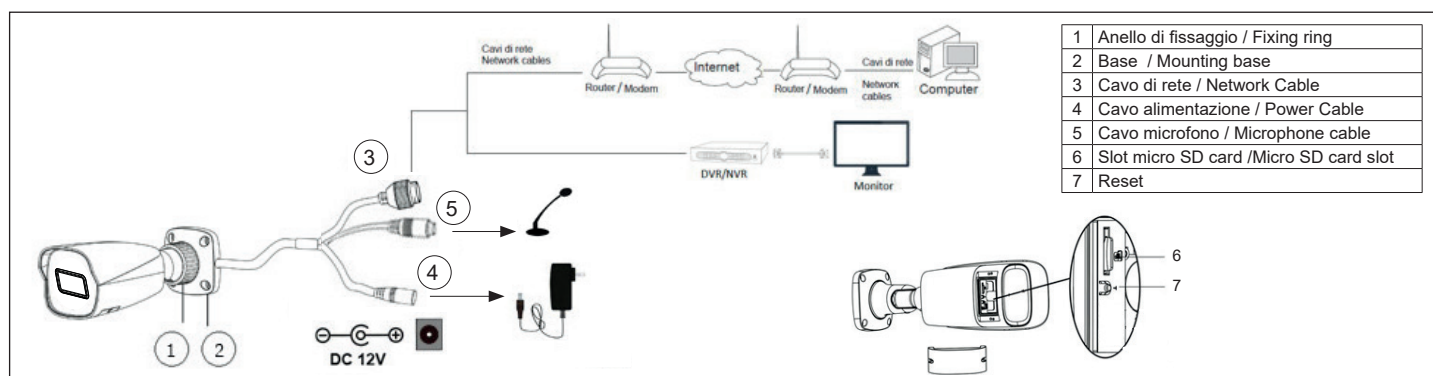 Cavi di rete
Network cables
Router / Modem
Internet
Router / Modem
Cavi di rete
Network
cables
Computer
DVR/NVR
Monitor
3
5
4
1
2
DC 12V
1 Anello di fissaggio / Fixing ring
2 Base / Mounting base
3 Cavo di rete / Network Cable
4 Cavo alimentazione / Power Cable
5 Cavo microfono / Microphone cable
6 Slot micro SD card /Micro SD card slot
7 Reset
6
7